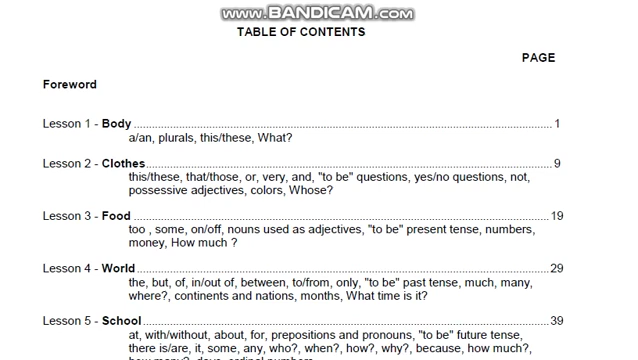 www.BANDICAM.com
TABLE OF CONTENTS
PAGE
Foreword
Lesson 1 - Body ........ 1
a/an, plurals, this/these, What?
Lesson 2 - Clothes ........ 9
this/these, that/those, or, very, and, "to be" questions, yes/no questions, not,
possessive adjectives, colors, Whose?
Lesson 3 - Food ........ 19
too , some, on/off, nouns used as adjectives, "to be" present tense, numbers,
money, How much ?
Lesson 4 - World ........ 29
the, but, of, in/out of, between, to/from, only, "to be" past tense, much, many,
where?, continents and nations, months, What time is it?
Lesson 5 - School ........ 39
at, with/without, about, for, prepositions and pronouns, "to be" future tense,
there is/are, it, some, any, who?, when?, how?, why?, because, how much?,
how many?, days, ordinal numbers